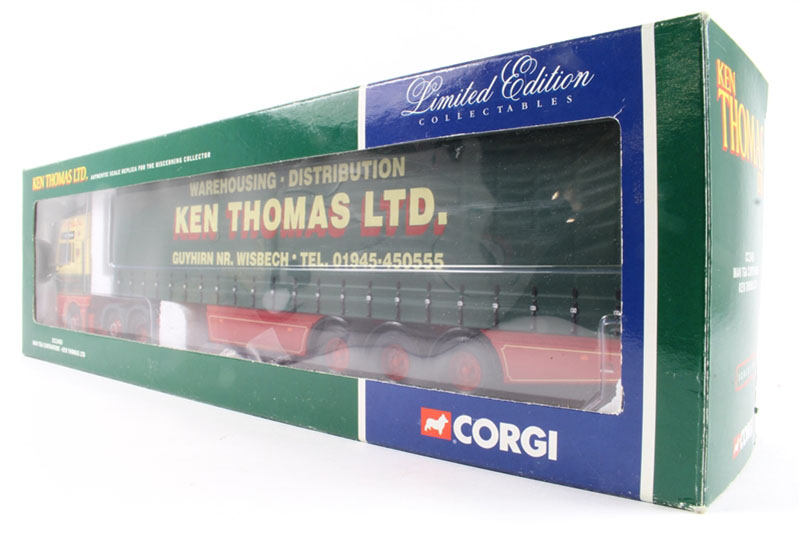 Limited Edition
COLLECTABLES
KEN THOMAS LTD. AUTHENTIC SCALE REPLICA FOR THE DISCERNING COLLECTOR
WAREHOUSING · DISTRIBUTION
KEN THOMAS LTD.
GUYHIRN NR. WISBECH · TEL. 01945·450555
CORGI
KEN
THOMAS